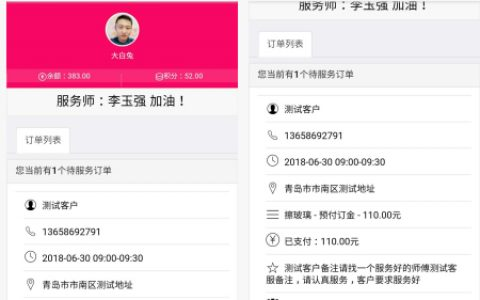 大白兔
余额：383.00
积分：52.00
服务师：李玉强 加油！
订单列表
您当前有1个待服务订单
测试客户
13658692791
2018-06-30 09:00-09:30
青岛市市南区测试地址
服务师：李玉强 加油！
订单列表
您当前有1个待服务订单
测试客户
13658692791
2018-06-30 09:00-09:30
青岛市市南区测试地址
擦玻璃 - 预付订金 - 110.00元
已支付：110.00元
测试客户备注请找一个服务好的师傅测试客
服备注，请认真服务，客户要求服务好